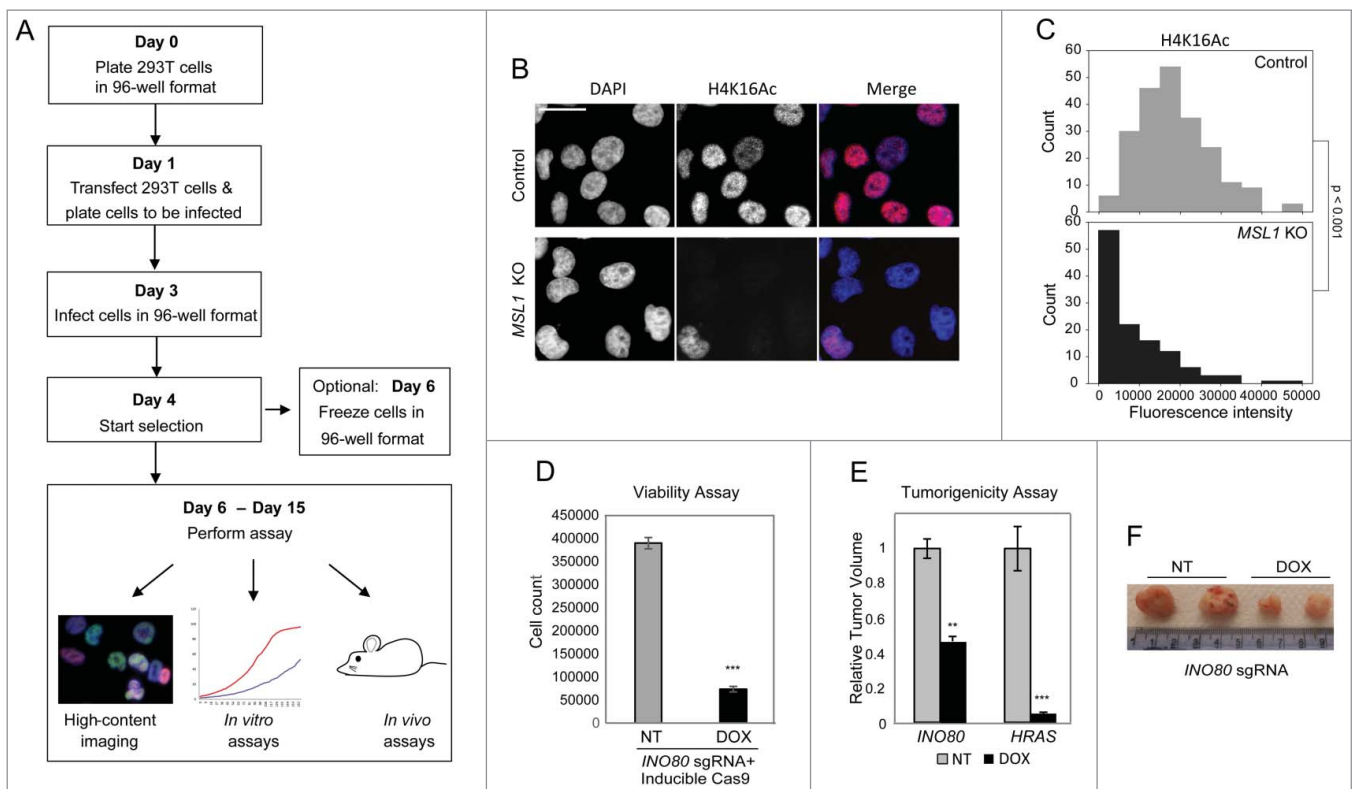 A
Day 0
Plate 293T cells
in 96-well format
Day 1
Transfect 293T cells &
plate cells to be infected
Day 3
Infect cells in 96-well format
Day 4
Start selection
Optional: Day 6
Freeze cells in
96-well format
Day 6 – Day 15
Perform assay
High-content
imaging
In vitro
assays
In vivo
assays
B
DAPI H4K16Ac Merge
Control
MSL1 KO
C
H4K16Ac
Control
60
50
40
30
20
10
0
Count
MSL1 KO
60
50
40
30
20
10
0
Count
0 10000 20000 30000 40000 50000
Fluorescence intensity
p < 0.001
D
Viability Assay
450000
400000
350000
300000
250000
200000
150000
100000
50000
0
Cell count
***
NT DOX
INO80 sgRNA+
Inducible Cas9
E
Tumorigenicity Assay
Relative Tumor Volume
1
0.8
0.6
0.4
0.2
0
**
***
INO80 HRAS
NT DOX
F
NT DOX
INO80 sgRNA